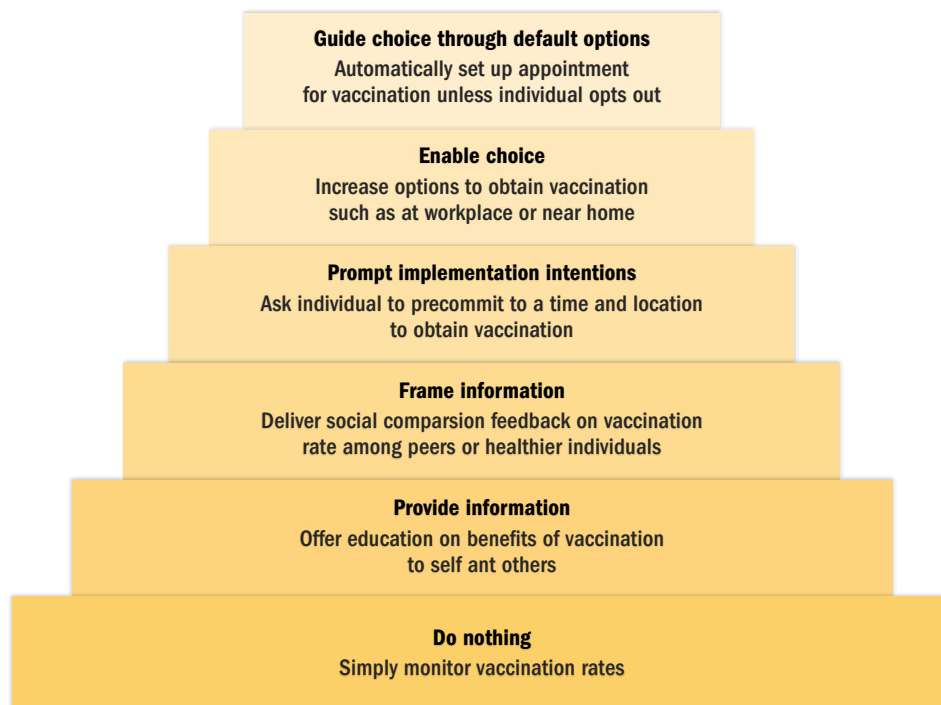 Guide choice through default options
Automatically set up appointment
for vaccination unless individual opts out
Enable choice
Increase options to obtain vaccination
such as at workplace or near home
Prompt implementation intentions
Ask individual to precommit to a time and location
to obtain vaccination
Frame information
Deliver social comparsion feedback on vaccination
rate among peers or healthier individuals
Provide information
Offer education on benefits of vaccination
to self ant others
Do nothing
Simply monitor vaccination rates